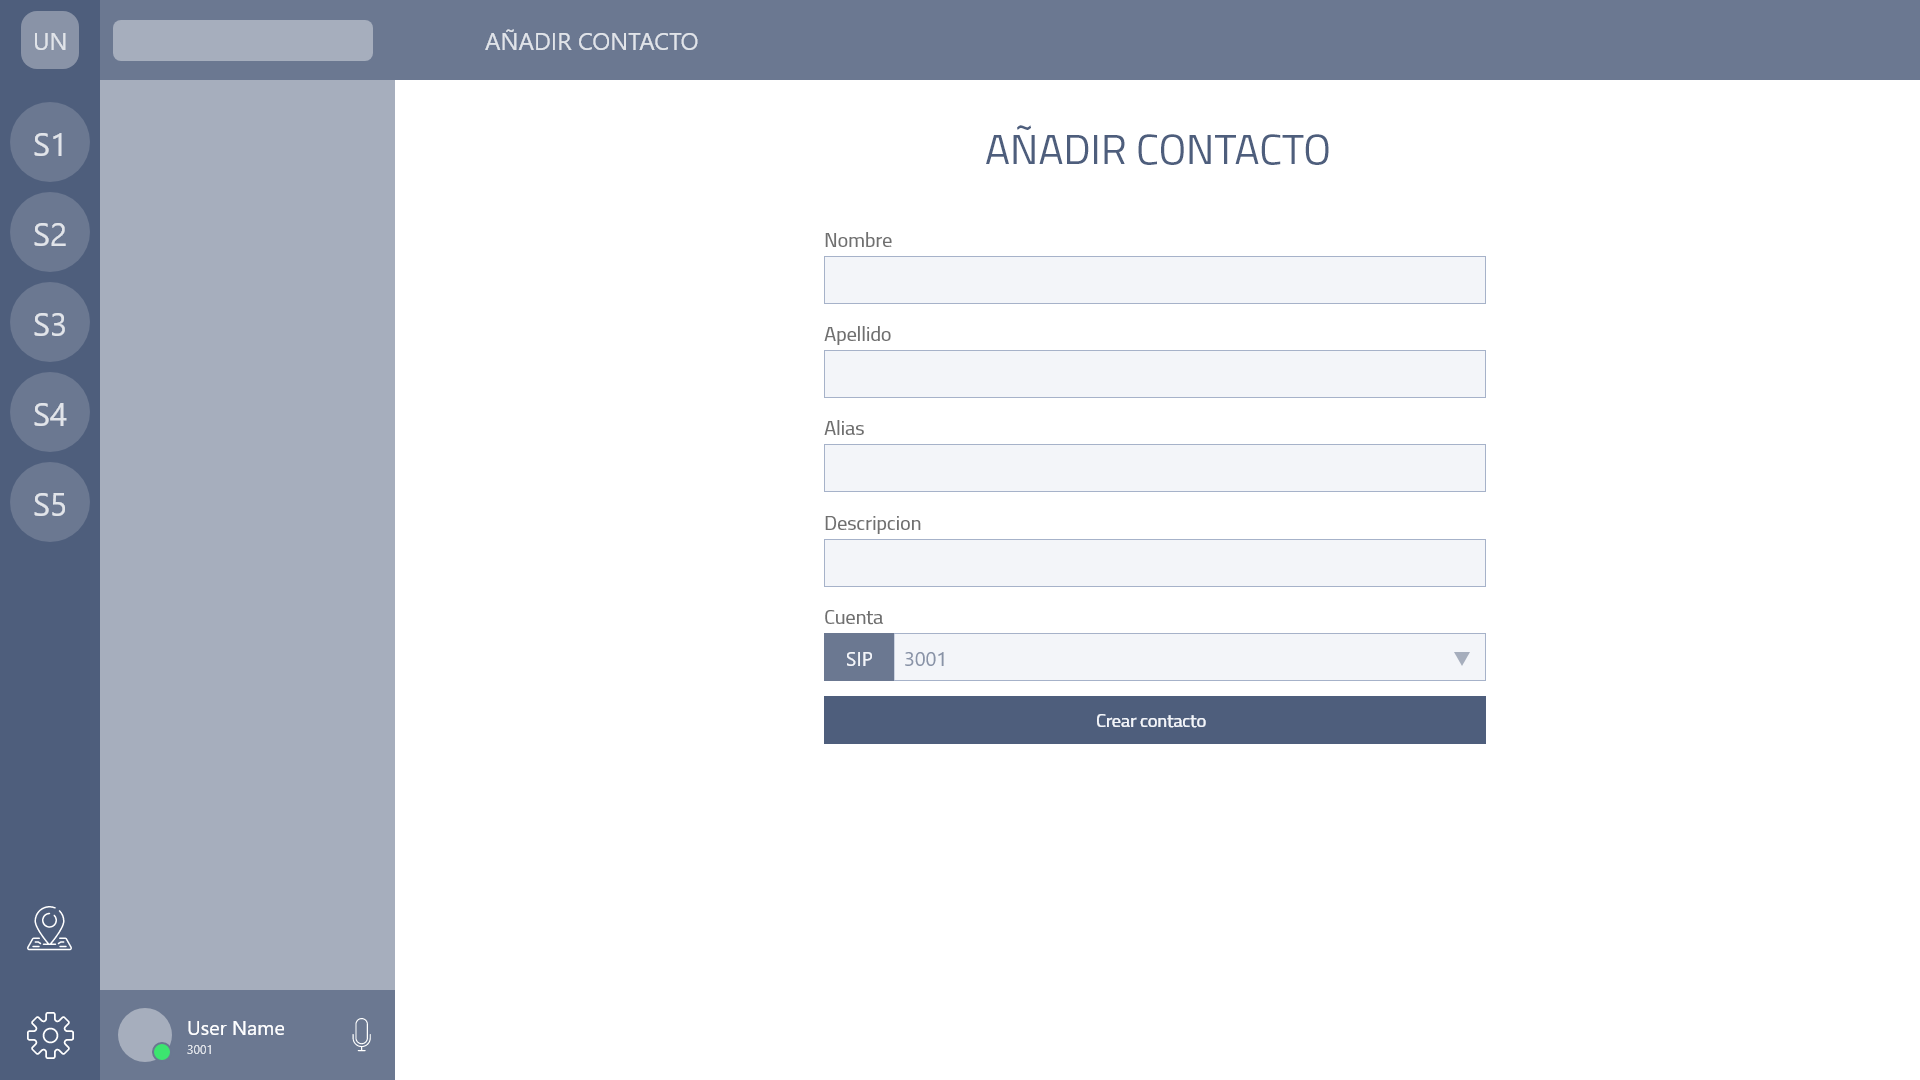 UN
S1
S2
S3
S4
S5
User Name
3001
AÑADIR CONTACTO
AÑADIR CONTACTO
Nombre
Apellido
Alias
Descripcion
Cuenta
SIP 3001
Crear contacto